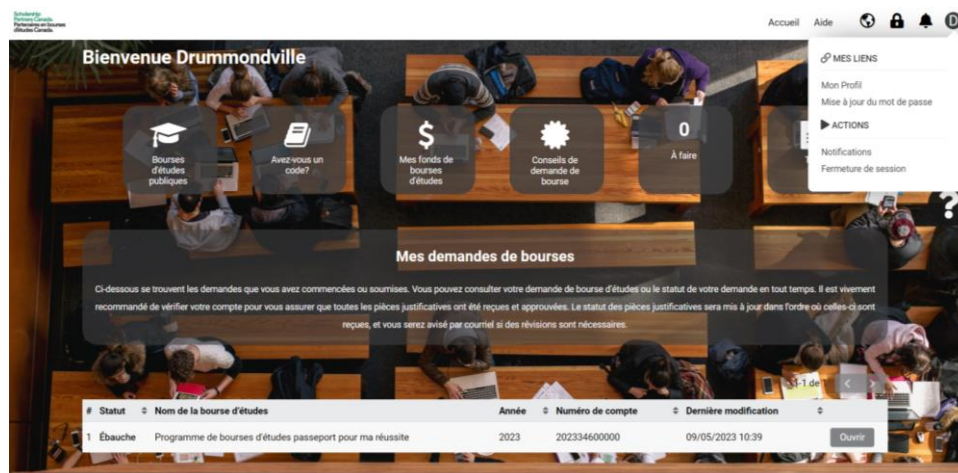 Scholarship
Partners Canada
Partenaires en bourses
d'études Canada
Accueil Aide
D
Bienvenue Drummondville
MES LIENS
Mon Profil
Mise à jour du mot de passe
ACTIONS
Notifications
Fermeture de session
Bourses
d'études
publiques
Avez-vous un
code?
$
Mes fonds de
bourses
d'études
Conseils de
demande de
bourse
0
À faire
?
Mes demandes de bourses
Ci-dessous se trouvent les demandes que vous avez commencées ou soumises. Vous pouvez consulter votre demande de bourse d'études ou le statut de votre demande en tout temps. Il est vivement
recommandé de vérifier votre compte pour vous assurer que toutes les pièces justificatives ont été reçues et approuvées. Le statut des pièces justificatives sera mis à jour dans l'ordre où celles-ci sont
reçues, et vous serez avisé par courriel si des révisions sont nécessaires.
1-1 de
# Statut Nom de la bourse d'études Année Numéro de compte Dernière modification
1 Ébauche Programme de bourses d'études passeport pour ma réussite 2023 202334600000 09/05/2023 10:39 Ouvrir